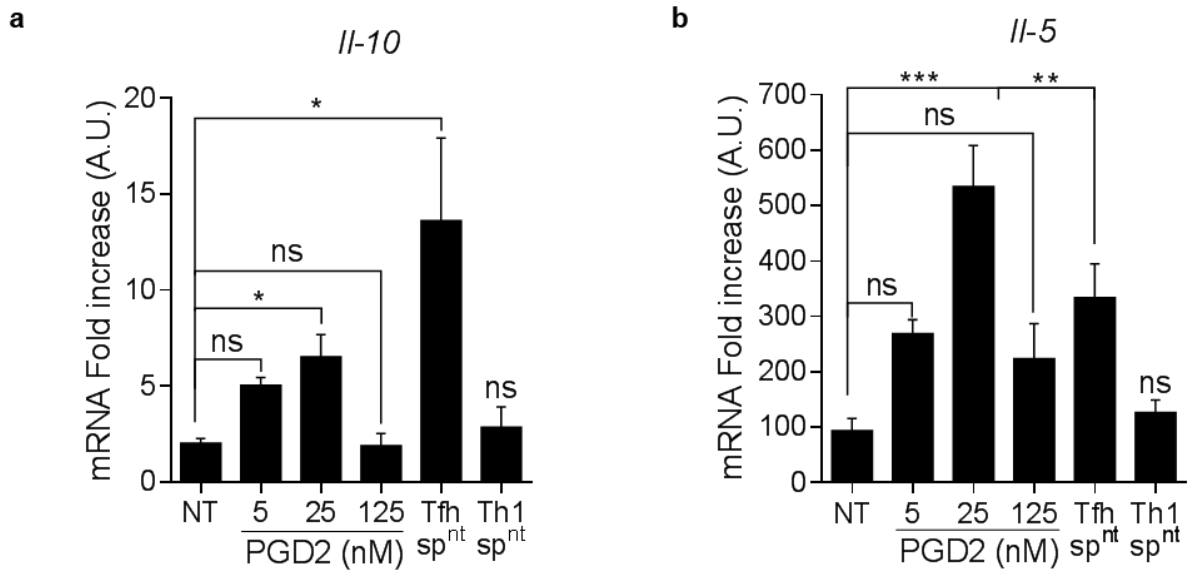 a
Il-10
mRNA Fold increase (A.U.)
20
15
10
5
0
*
ns
*
ns
ns
NT
5
25
125
Tfh
sp^nt
Th1
sp^nt
PGD2 (nM)
b
Il-5
mRNA Fold increase (A.U.)
700
600
500
400
300
200
100
0
***
**
ns
ns
ns
NT
5
25
125
Tfh
sp^nt
Th1
sp^nt
PGD2 (nM)